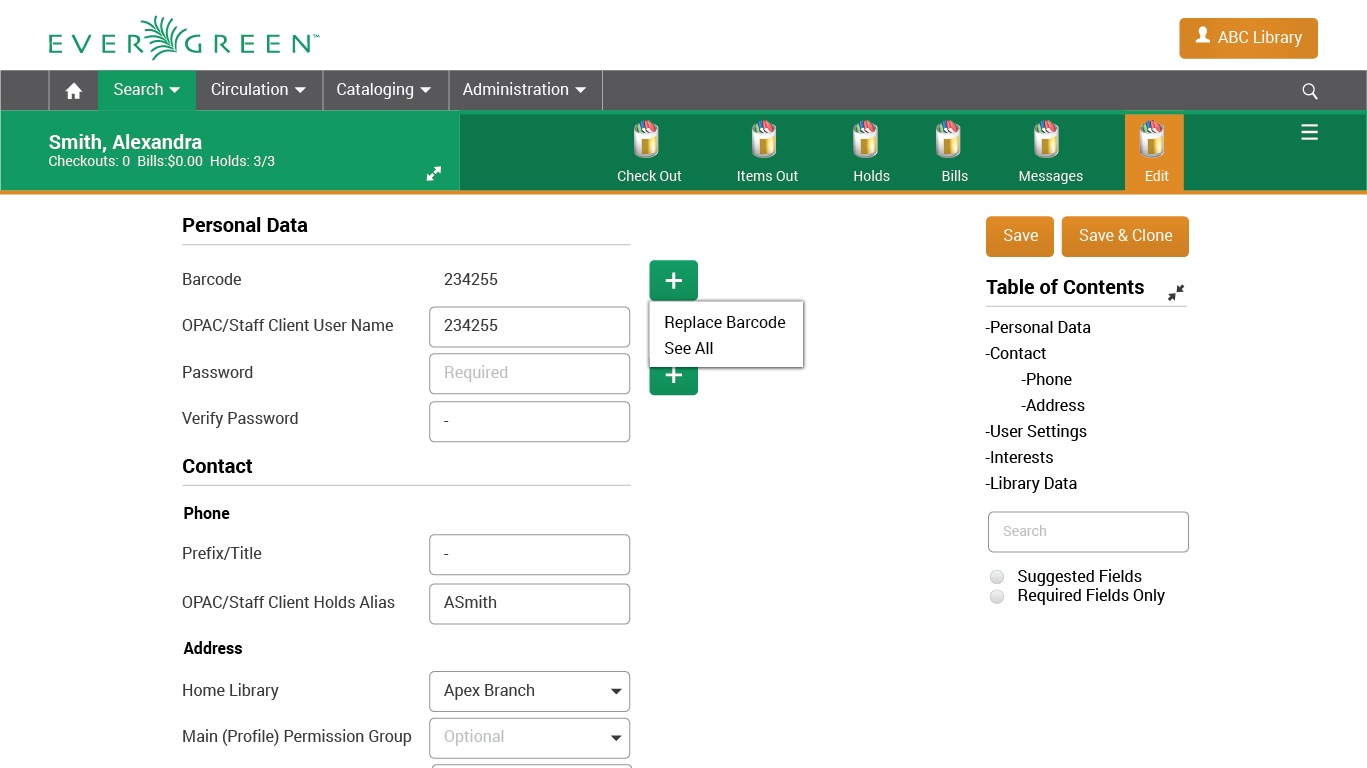 EVERGREEN™
ABC Library
Search
Circulation
Cataloging
Administration
Smith, Alexandra
Checkouts: 0 Bills:$0.00 Holds: 3/3
Check Out
Items Out
Holds
Bills
Messages
Edit
Personal Data
Barcode
234255
+
Replace Barcode
See All
OPAC/Staff Client User Name
234255
Password
Required
+
Verify Password
-
Contact
Phone
Prefix/Title
-
OPAC/Staff Client Holds Alias
ASmith
Address
Home Library
Apex Branch
Main (Profile) Permission Group
Optional
Save
Save & Clone
Table of Contents
-Personal Data
-Contact
-Phone
-Address
-User Settings
-Interests
-Library Data
Search
Suggested Fields
Required Fields Only